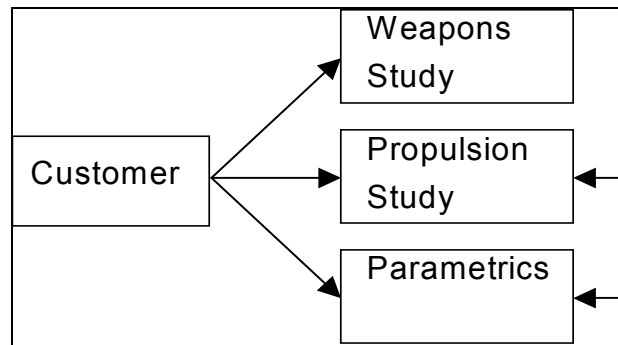 Weapons
Study
Customer
Propulsion
Study
Parametrics